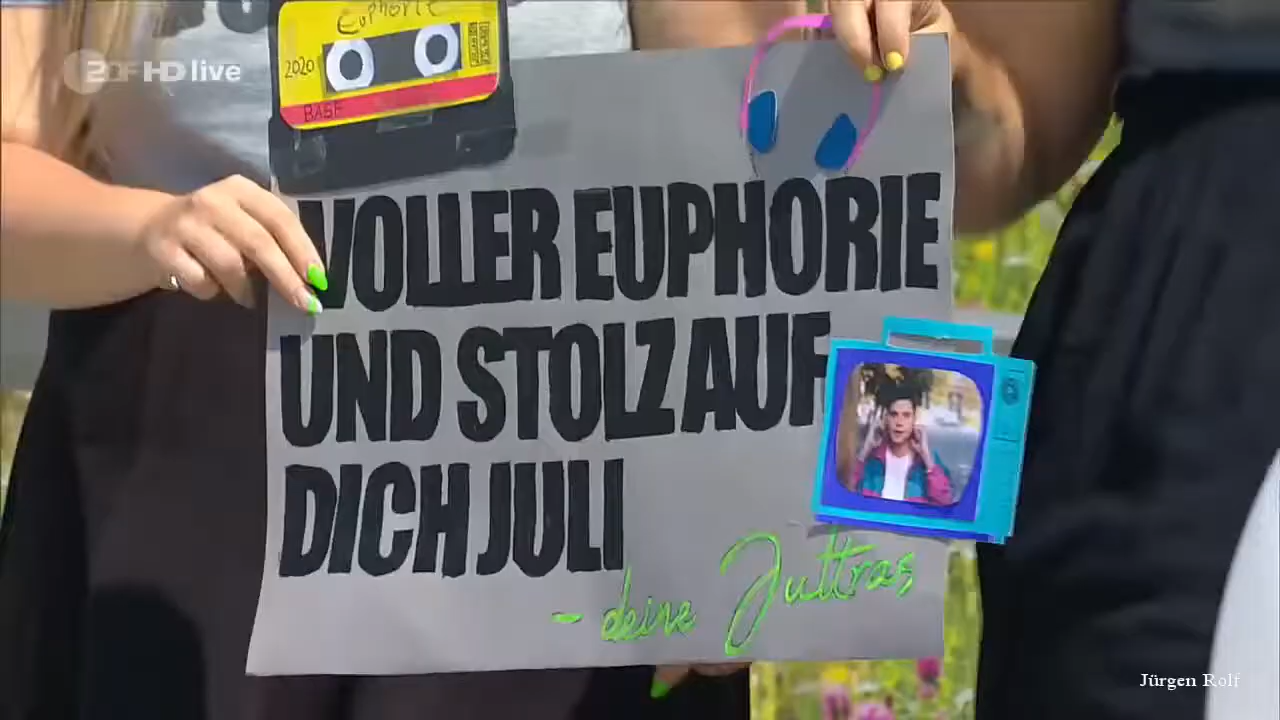 ZDF HD live
Euphorie
2020
BASF
VOLLER EUPHORIE
UND STOLZ AUF
DICH JULI
- deine Juttras
Jürgen Rolf